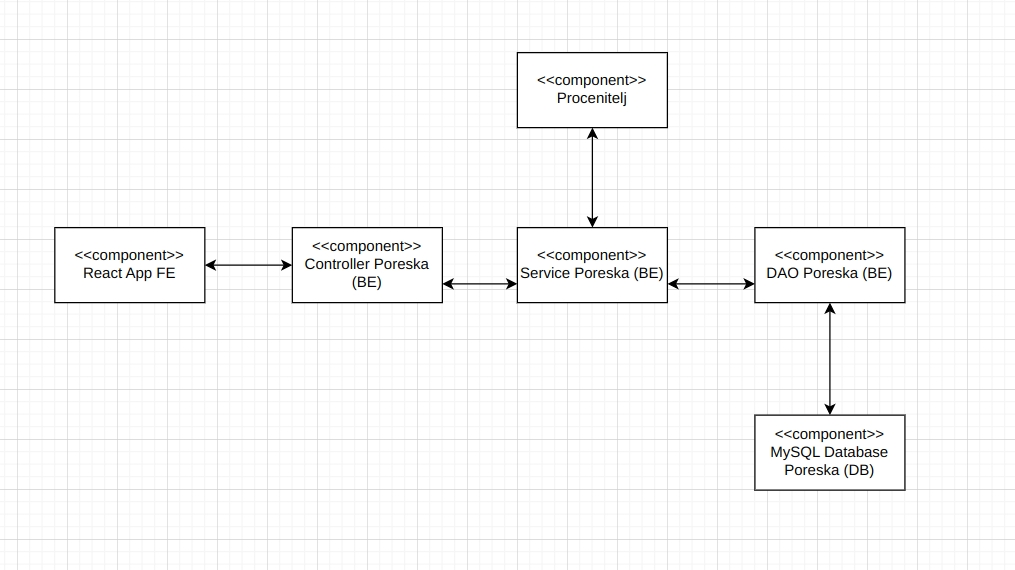 <<component>>
Procenitelj
<<component>>
React App FE
<<component>>
Controller Poreska
(BE)
<<component>>
Service Poreska (BE)
<<component>>
DAO Poreska (BE)
<<component>>
MySQL Database
Poreska (DB)